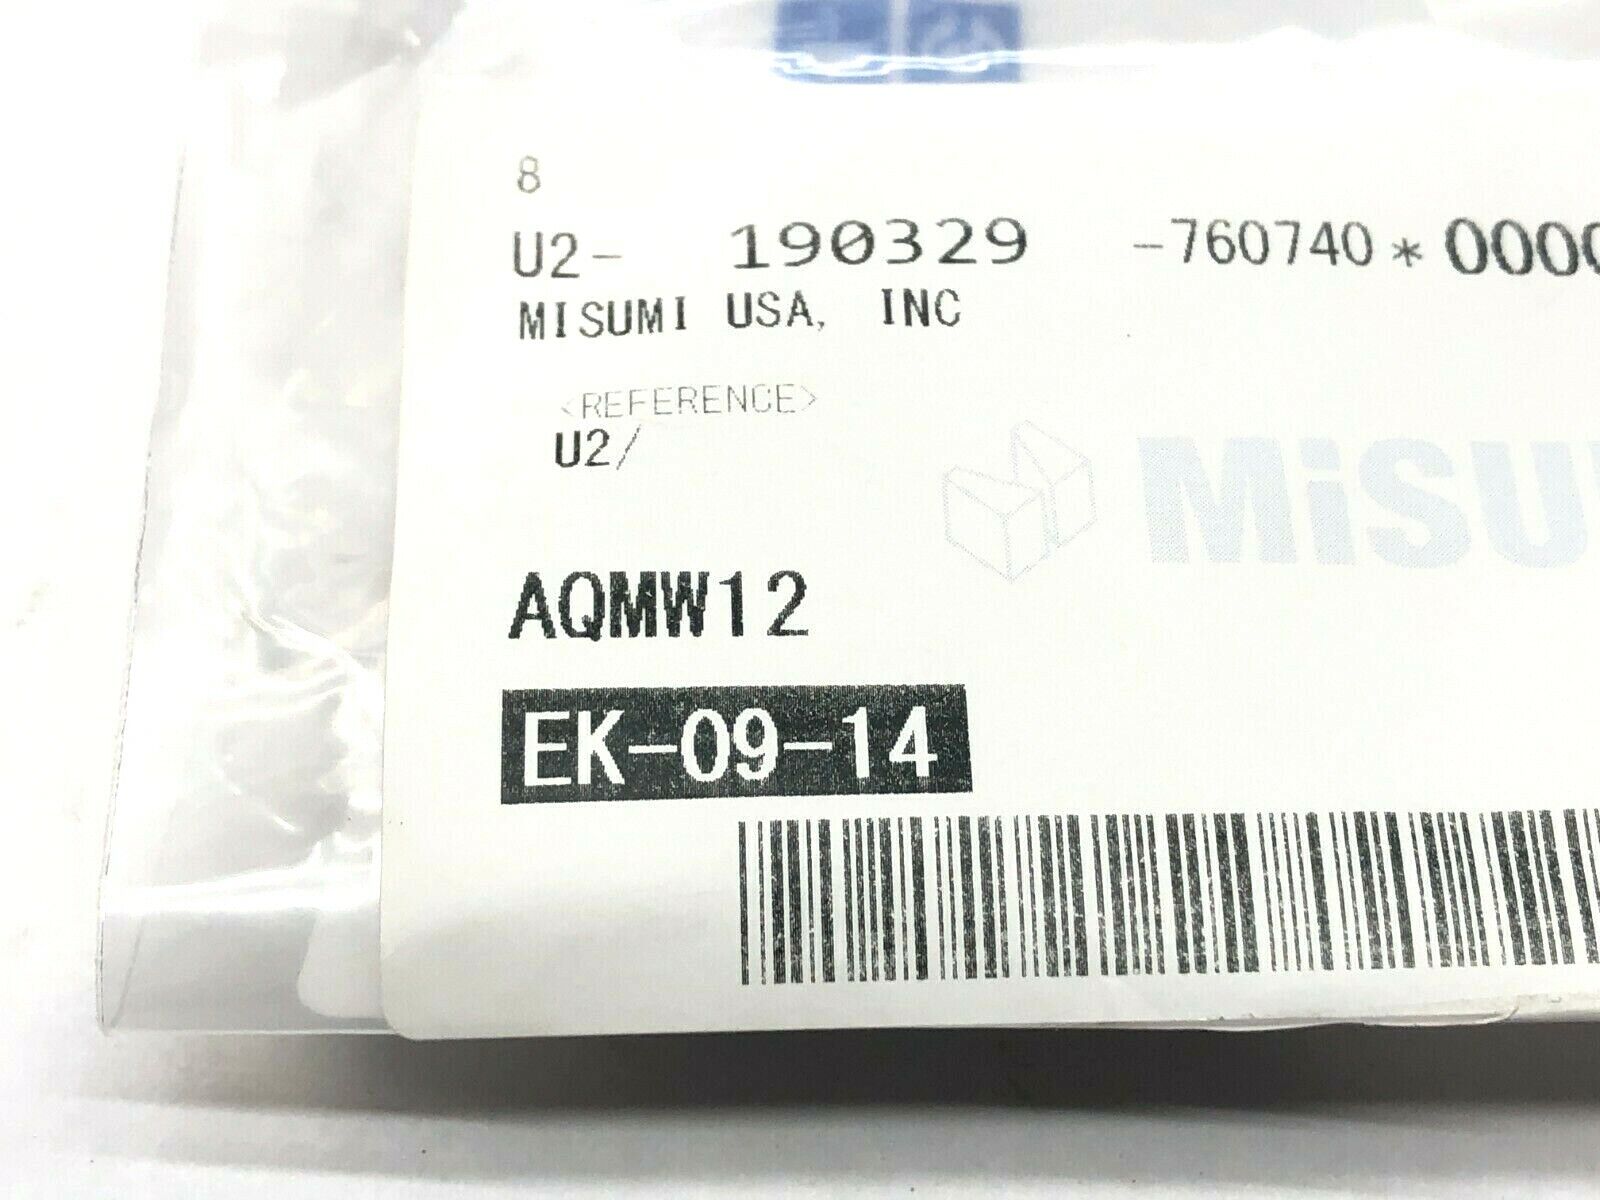 8
U2- 190329 -760740*0000
MISUMI USA, INC
<REFERENCE>
U2/
MiSU
AQMW12
EK-09-14